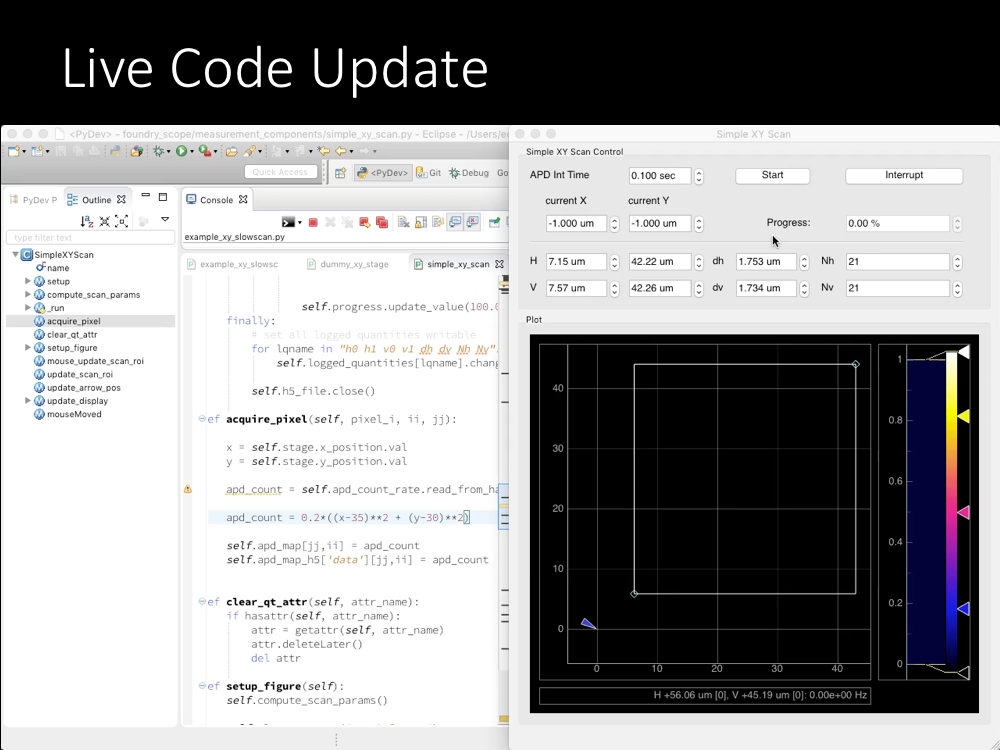 Live Code Update
<PyDev> - foundry_scope/measurement_components/simple_xy_scan.py - Eclipse - /Users/e
Quick Access
<PyDev>
Git
Debug
Go
PyDev P
Outline
type filter text
SimpleXYScan
name
setup
compute_scan_params
_run
acquire_pixel
clear_qt_attr
setup_figure
mouse_update_scan_roi
update_scan_roi
update_arrow_pos
update_display
mouseMoved
Console
example_xy_slowscan.py
example_xy_slowsc
dummy_xy_stage
simple_xy_scan
self.progress.update_value(100.0
finally:
# set all logged quantities writable
for lqname in "h0 h1 v0 v1 dh dv Nh Nv"
self.logged_quantities[lqname].chang
self.h5_file.close()
ef acquire_pixel(self, pixel_i, ii, jj):
x = self.stage.x_position.val
y = self.stage.y_position.val
apd_count = self.apd_count_rate.read_from_ha
apd_count = 0.2*((x-35)**2 + (y-30)**2)
self.apd_map[jj,ii] = apd_count
self.apd_map_h5['data'][jj,ii] = apd_count
ef clear_qt_attr(self, attr_name):
if hasattr(self, attr_name):
attr = getattr(self, attr_name)
attr.deleteLater()
del attr
ef setup_figure(self):
self.compute_scan_params()
Simple XY Scan
Simple XY Scan Control
APD Int Time
0.100 sec
Start
Interrupt
current X
current Y
-1.000 um
-1.000 um
Progress:
0.00 %
H
7.15 um
42.22 um
dh
1.753 um
Nh
21
V
7.57 um
42.26 um
dv
1.734 um
Nv
21
Plot
40
30
20
10
0
0
10
20
30
40
1
0.8
0.6
0.4
0.2
0
H +56.06 um [0], V +45.19 um [0]: 0.00e+00 Hz